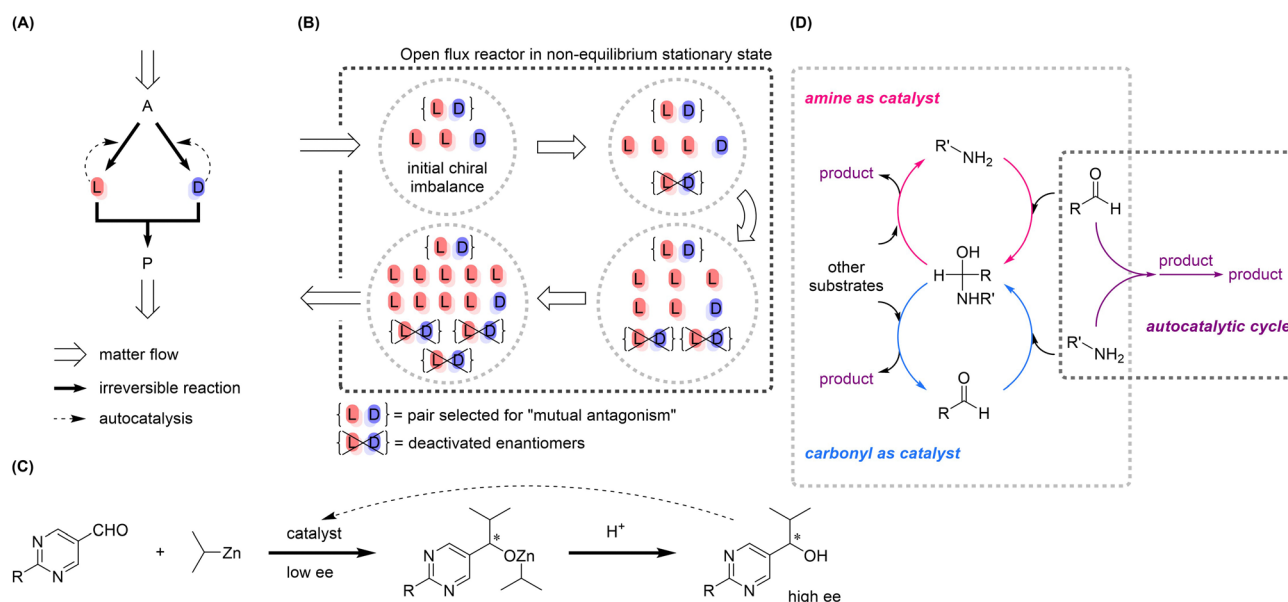 (A)
A
L
D
P
matter flow
irreversible reaction
autocatalysis
(B)
Open flux reactor in non-equilibrium stationary state
{ L D }
L L D
initial chiral
imbalance
{ L D }
L L L D
{ L D }
{ L D }
L L L
L L D
{ L D } { L D }
{ L D }
L L L L L
L L L L D
{ L D } { L D }
{ L D }
{ L D } = pair selected for "mutual antagonism"
{ L D } = deactivated enantiomers
(D)
amine as catalyst
R'
NH2
product
O
R H
OH
H R
NHR'
other
substrates
product
product
autocatalytic cycle
R'
NH2
product
O
R H
carbonyl as catalyst
(C)
CHO
N
R N
+
Zn
catalyst
low ee
*
OZn
N
R N
H+
*
OH
N
R N
high ee